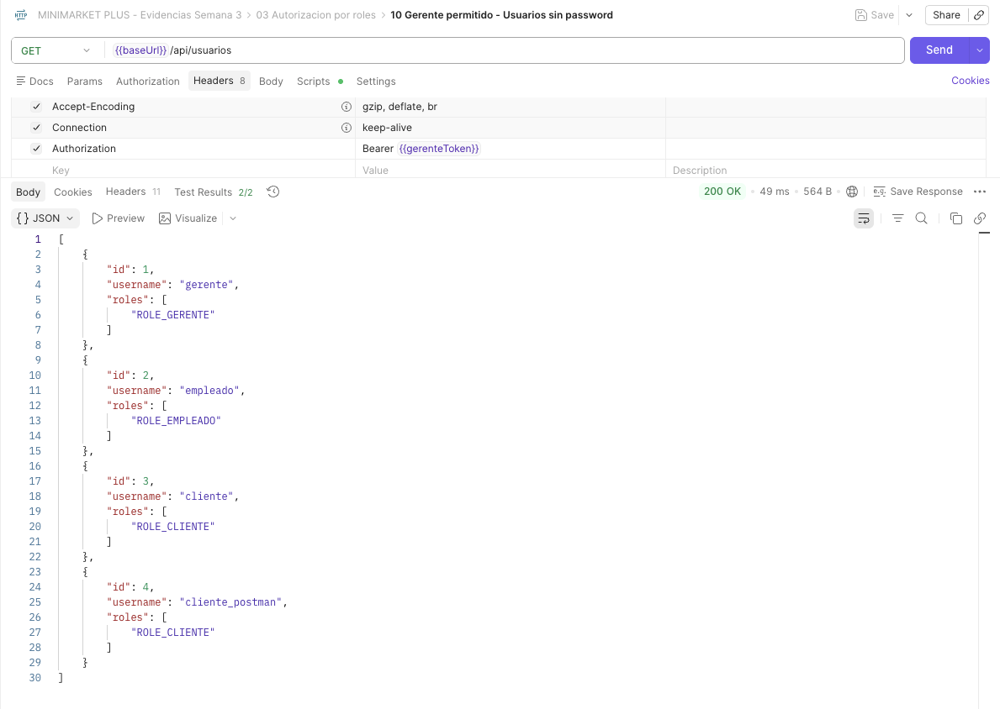 HTTP MINIMARKET PLUS - Evidencias Semana 3 > 03 Autorizacion por roles > 10 Gerente permitido - Usuarios sin password Save Share
GET {{baseUrl}} /api/usuarios Send
Docs Params Authorization Headers 8 Body Scripts Settings Cookies
Accept-Encoding gzip, deflate, br
Connection keep-alive
Authorization Bearer {{gerenteToken}}
Key Value Description
Body Cookies Headers 11 Test Results 2/2 200 OK 49 ms 564 B e.g. Save Response
{} JSON Preview Visualize
1 [
2 {
3 "id": 1,
4 "username": "gerente",
5 "roles": [
6 "ROLE_GERENTE"
7 ]
8 },
9 {
10 "id": 2,
11 "username": "empleado",
12 "roles": [
13 "ROLE_EMPLEADO"
14 ]
15 },
16 {
17 "id": 3,
18 "username": "cliente",
19 "roles": [
20 "ROLE_CLIENTE"
21 ]
22 },
23 {
24 "id": 4,
25 "username": "cliente_postman",
26 "roles": [
27 "ROLE_CLIENTE"
28 ]
29 }
30 ]